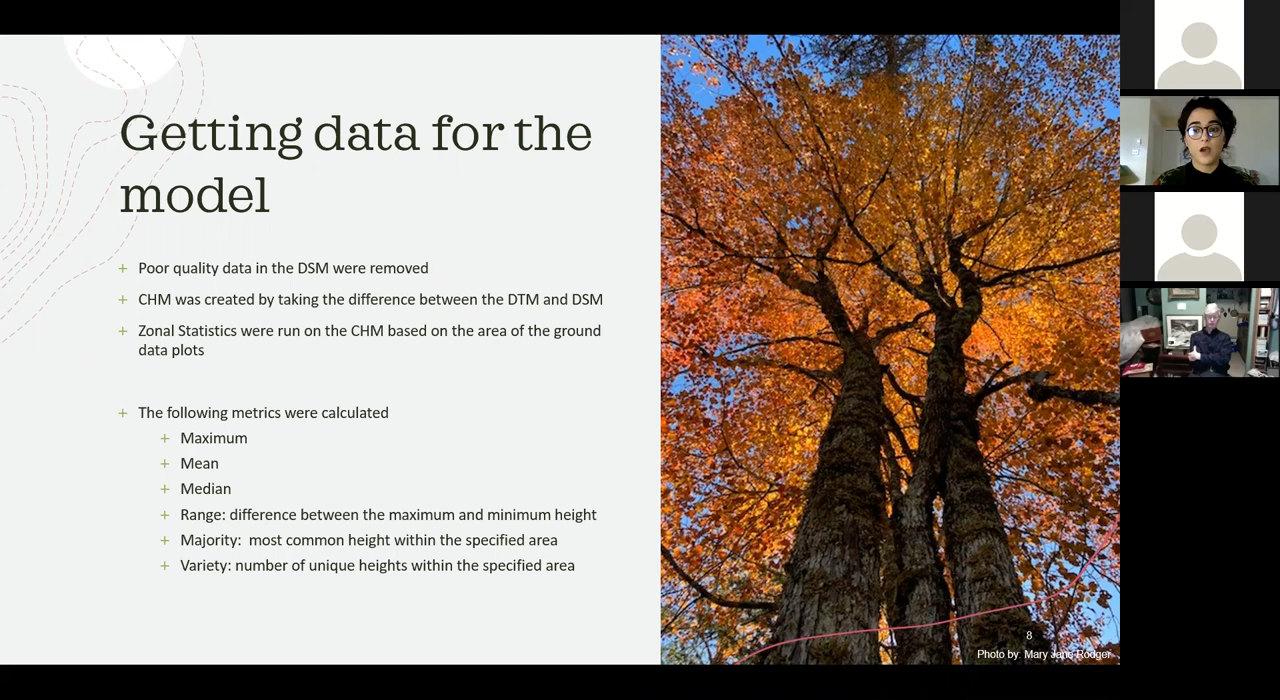 Getting data for the
model
+ Poor quality data in the DSM were removed
+ CHM was created by taking the difference between the DTM and DSM
+ Zonal Statistics were run on the CHM based on the area of the ground
data plots
+ The following metrics were calculated
+ Maximum
+ Mean
+ Median
+ Range: difference between the maximum and minimum height
+ Majority:  most common height within the specified area
+ Variety: number of unique heights within the specified area
8
Photo by: Mary Jane Rodger